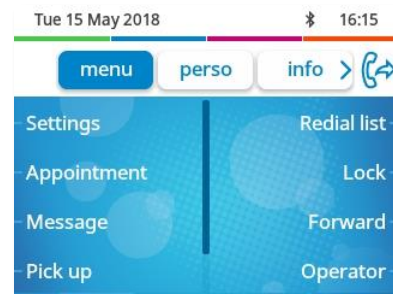 Tue 15 May 2018 16:15
menu perso info
Settings Redial list
Appointment Lock
Message Forward
Pick up Operator